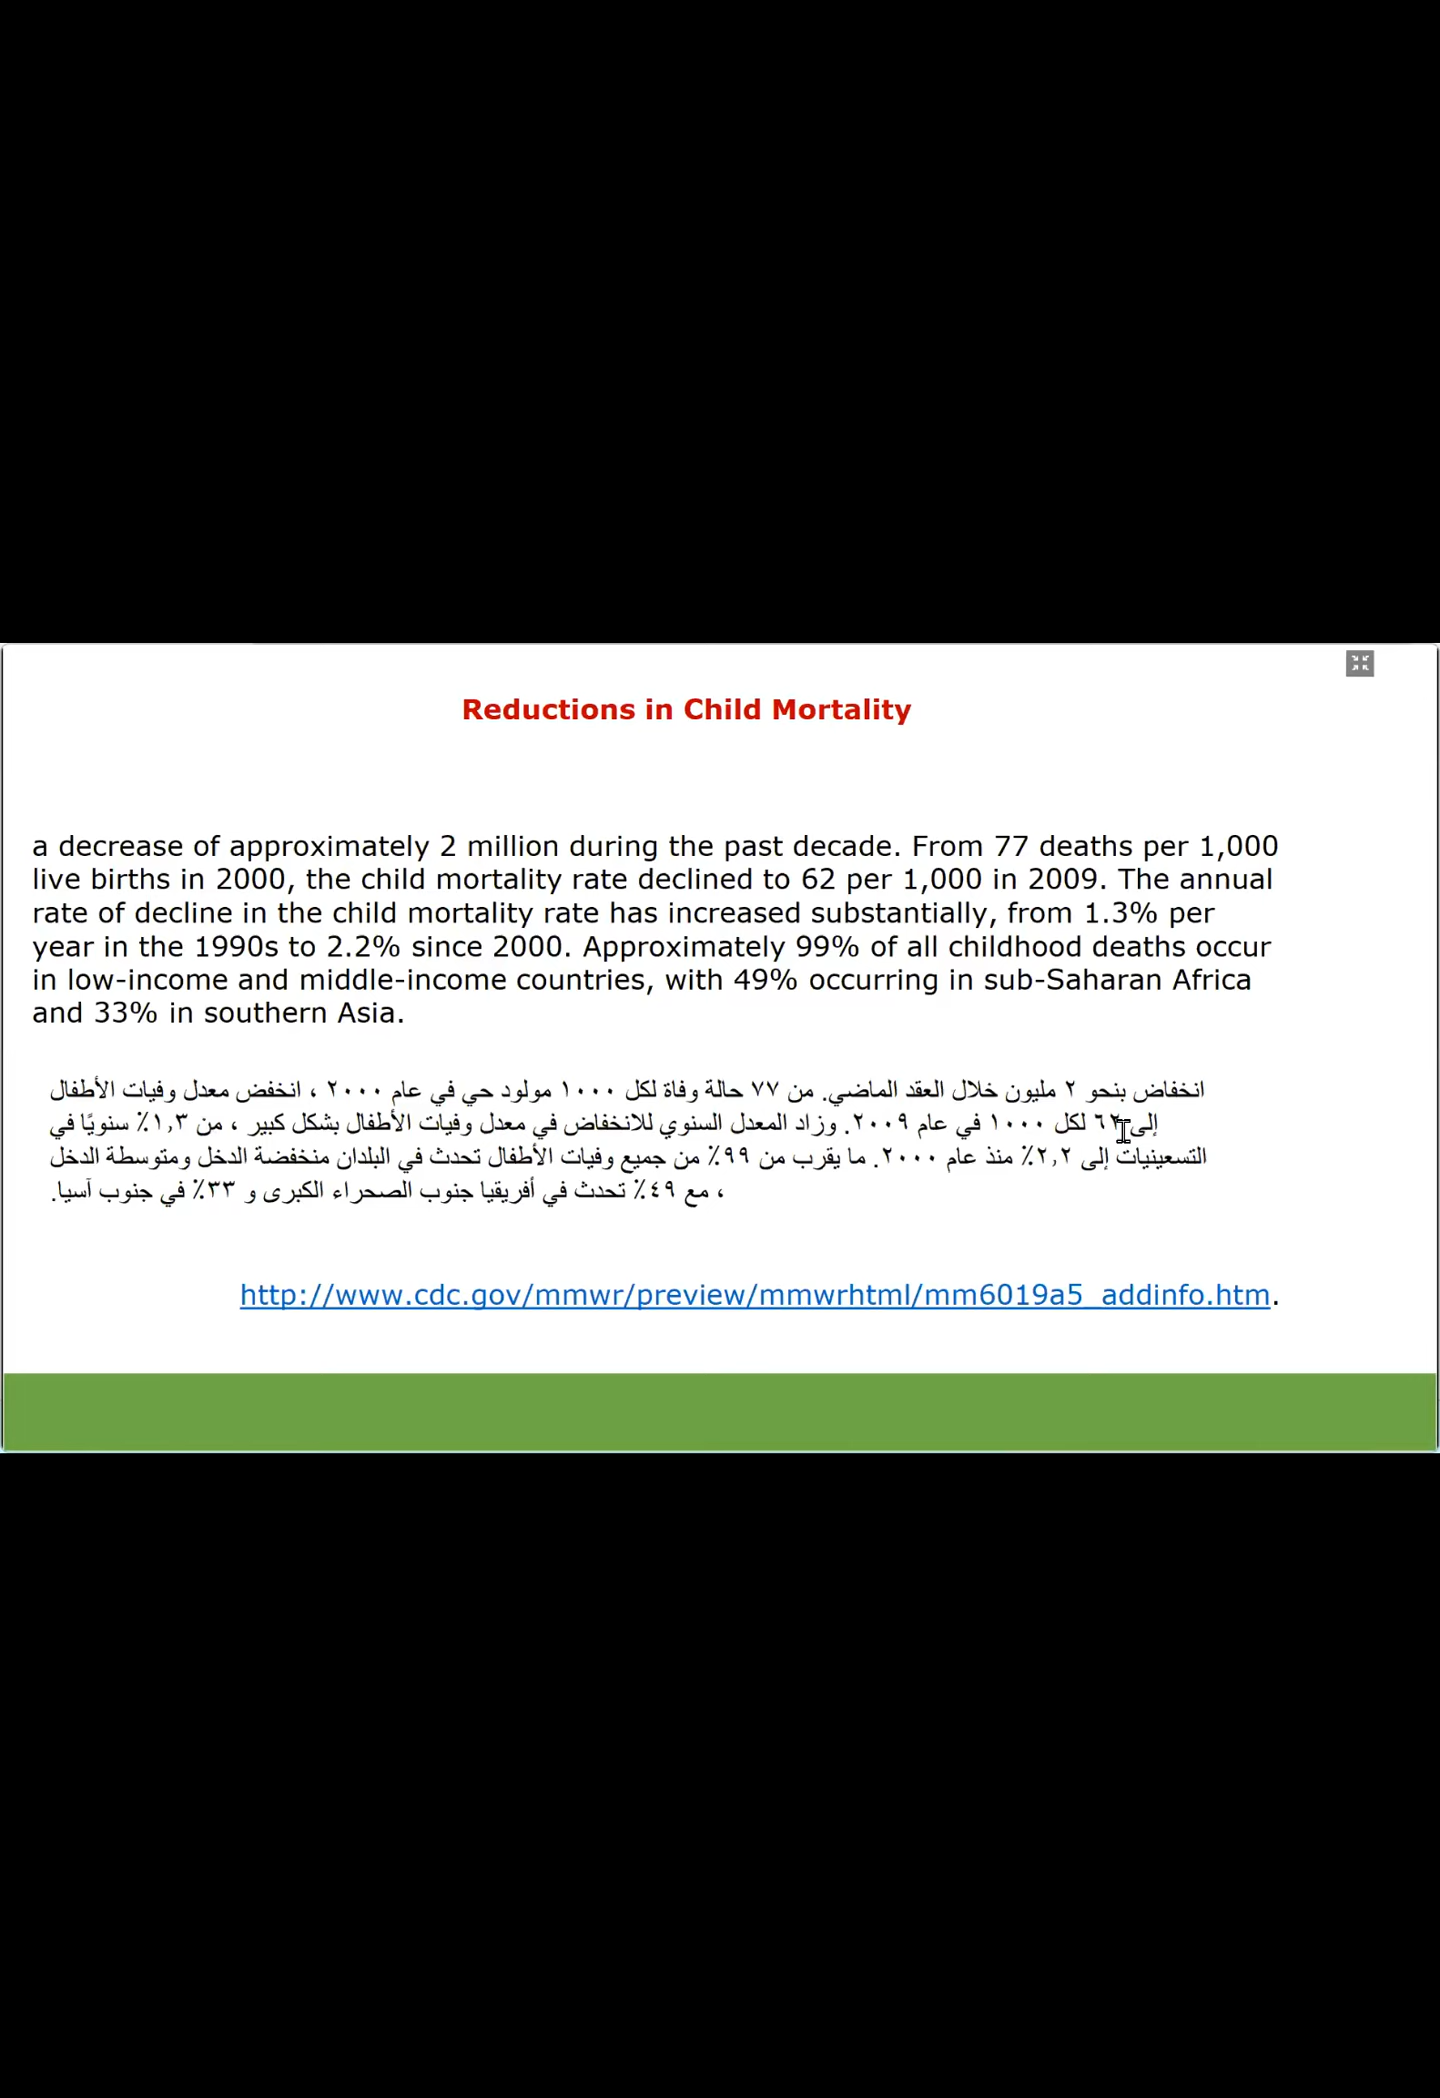 Reductions in Child Mortality
a decrease of approximately 2 million during the past decade. From 77 deaths per 1,000
live births in 2000, the child mortality rate declined to 62 per 1,000 in 2009. The annual
rate of decline in the child mortality rate has increased substantially, from 1.3% per
year in the 1990s to 2.2% since 2000. Approximately 99% of all childhood deaths occur
in low-income and middle-income countries, with 49% occurring in sub-Saharan Africa
and 33% in southern Asia.
انخفاض بنحو ٢ مليون خلال العقد الماضي. من ٧٧ حالة وفاة لكل ١٠٠٠ مولود حي في عام ٢٠٠٠ ، انخفض معدل وفيات الأطفال
إلى ٦٢ لكل ١٠٠٠ في عام ٢٠٠٩. وزاد المعدل السنوي للانخفاض في معدل وفيات الأطفال بشكل كبير ، من ١,٣٪ سنويًا في
التسعينيات إلى ٢,٢٪ منذ عام ٢٠٠٠. ما يقرب من ٩٩٪ من جميع وفيات الأطفال تحدث في البلدان منخفضة الدخل ومتوسطة الدخل
، مع ٤٩٪ تحدث في أفريقيا جنوب الصحراء الكبرى و ٣٣٪ في جنوب آسيا.
http://www.cdc.gov/mmwr/preview/mmwrhtml/mm6019a5_addinfo.htm.